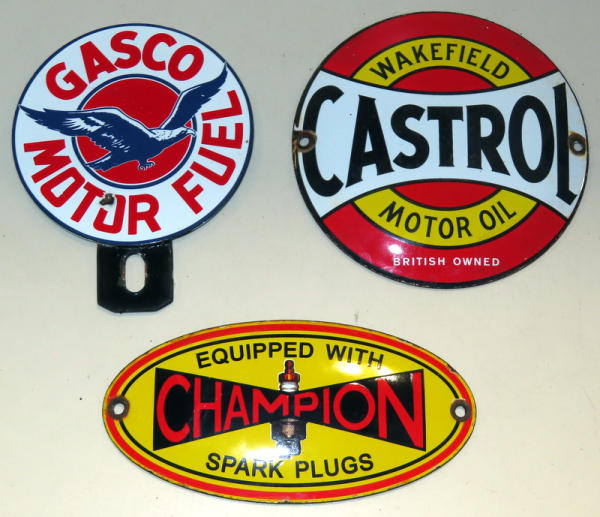 GASCO
MOTOR FUEL
WAKEFIELD
CASTROL
MOTOR OIL
BRITISH OWNED
EQUIPPED WITH
CHAMPION
SPARK PLUGS